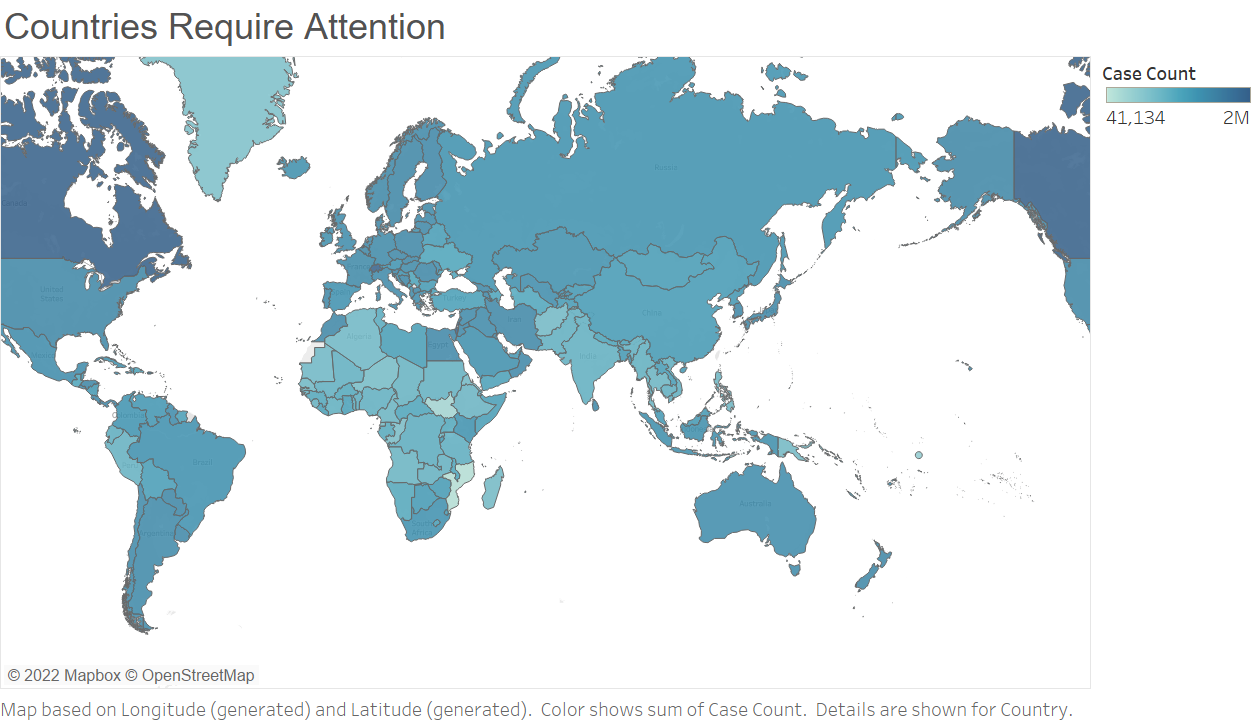 Countries Require Attention
Case Count
41,134 2M
Canada
Russia
United
States
China
Iran
Algeria
Egypt
India
Mexico
Brazil
Australia
South
Africa
© 2022 Mapbox © OpenStreetMap
Map based on Longitude (generated) and Latitude (generated).  Color shows sum of Case Count.  Details are shown for Country.